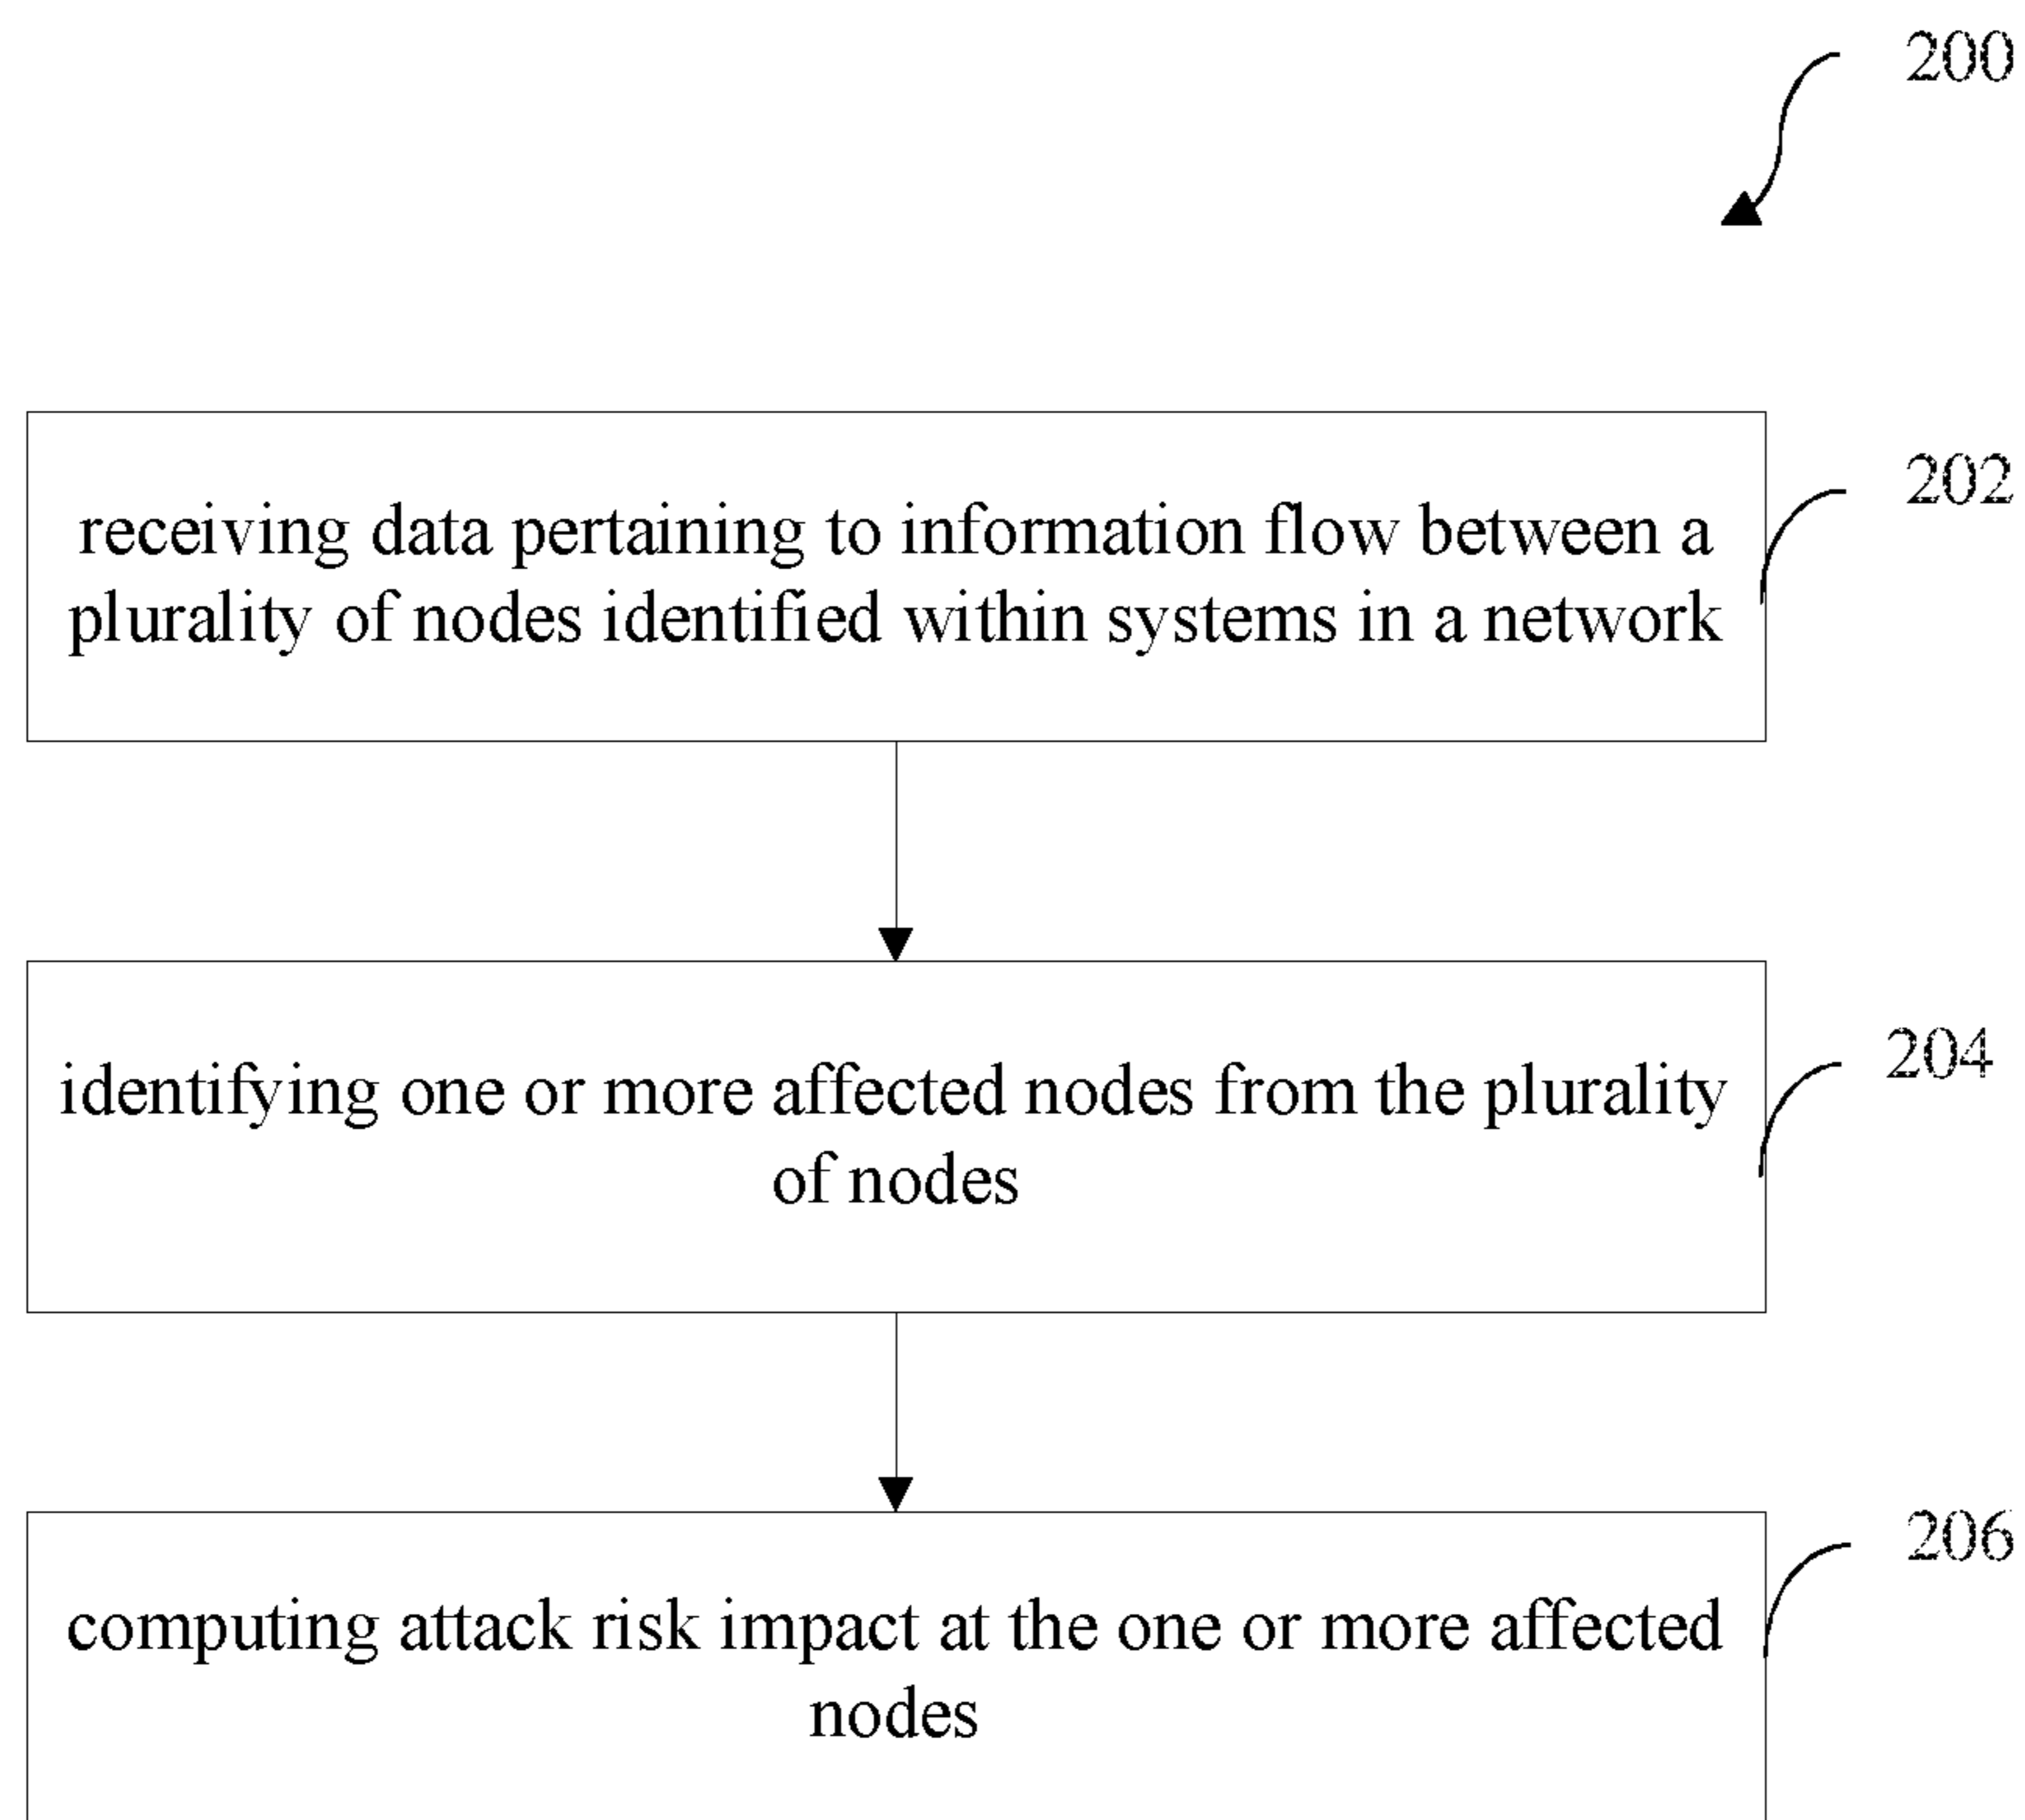 200
202
receiving data pertaining to information flow between a
plurality of nodes identified within systems in a network
204
identifying one or more affected nodes from the plurality
of nodes
206
computing attack risk impact at the one or more affected
nodes